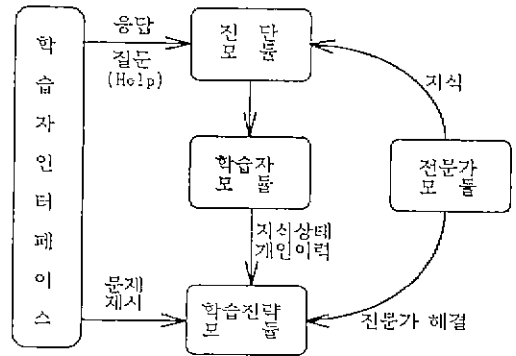 학습자인터페이스
응답
질문
(Help)
진 단
모 듈
지식
학습자
모 듈
전문가
모 듈
지식상태
개인이력
문제
제시
학습전략
모 듈
전문가 해결